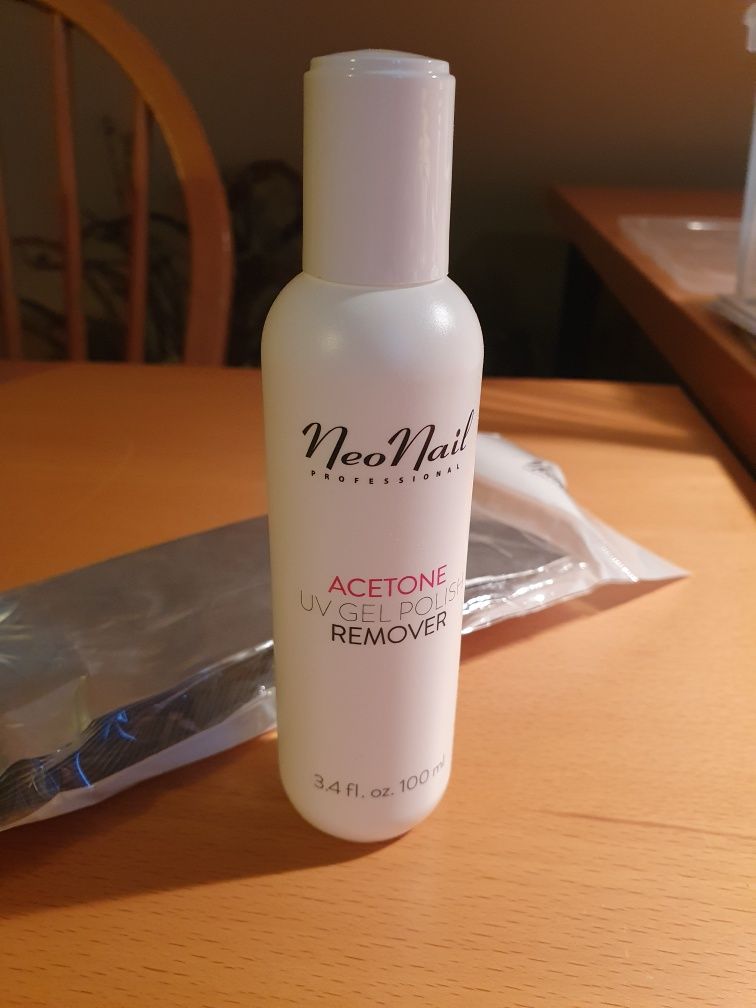 NeoNail
PROFESSIONAL
ACETONE
UV GEL POLISH
REMOVER
3.4 fl. oz. 100 ml